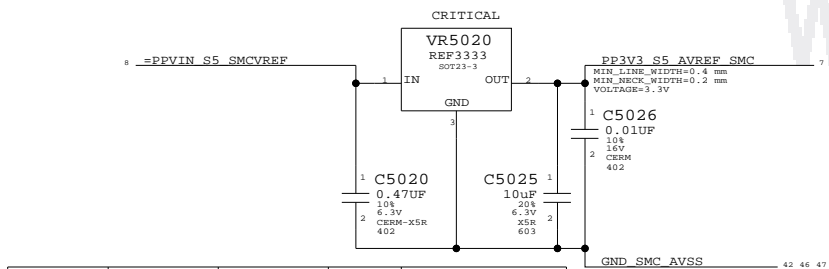 CRITICAL
VR5020
REF3333
SOT23-3
8 =PPVIN_S5_SMCVREF
PP3V3_S5_AVREF_SMC 7
MIN_LINE_WIDTH=0.4 mm
MIN_NECK_WIDTH=0.2 mm
VOLTAGE=3.3V
1 IN
OUT 2
GND
3
1 C5026
0.01UF
10%
16V
2 CERM
402
1 C5020
0.47UF
10%
6.3V
2 CERM-X5R
402
C5025 1
10uF
20%
6.3V
X5R 2
603
GND_SMC_AVSS 42 46 47